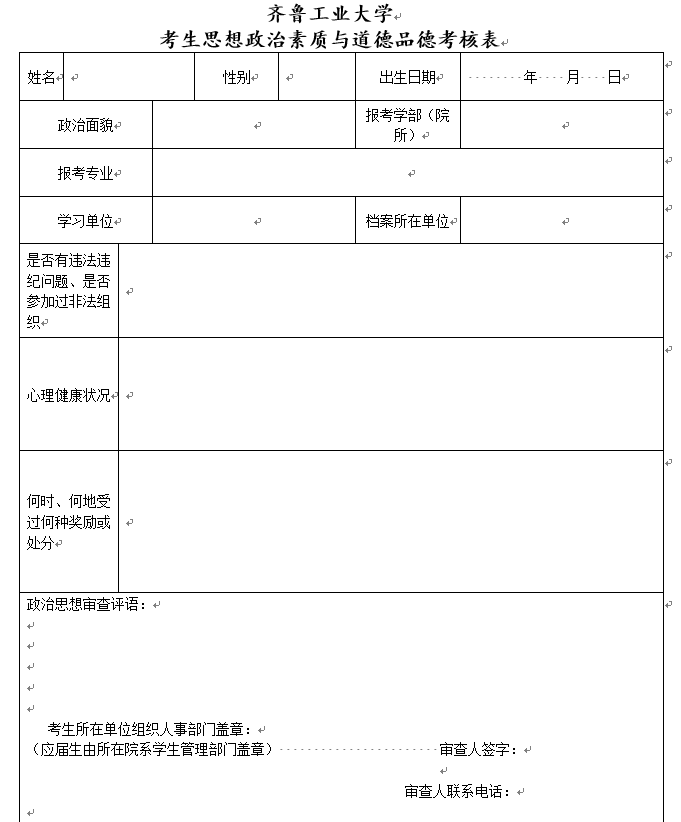 齐鲁工业大学
考生思想政治素质与道德品德考核表
姓名 性别 出生日期 年 月 日
政治面貌 报考学部（院
所）
报考专业
学习单位 档案所在单位
是否有违法违
纪问题、是否
参加过非法组
织
心理健康状况
何时、何地受
过何种奖励或
处分
政治思想审查评语：
考生所在单位组织人事部门盖章：
（应届生由所在院系学生管理部门盖章） 审查人签字：
审查人联系电话：